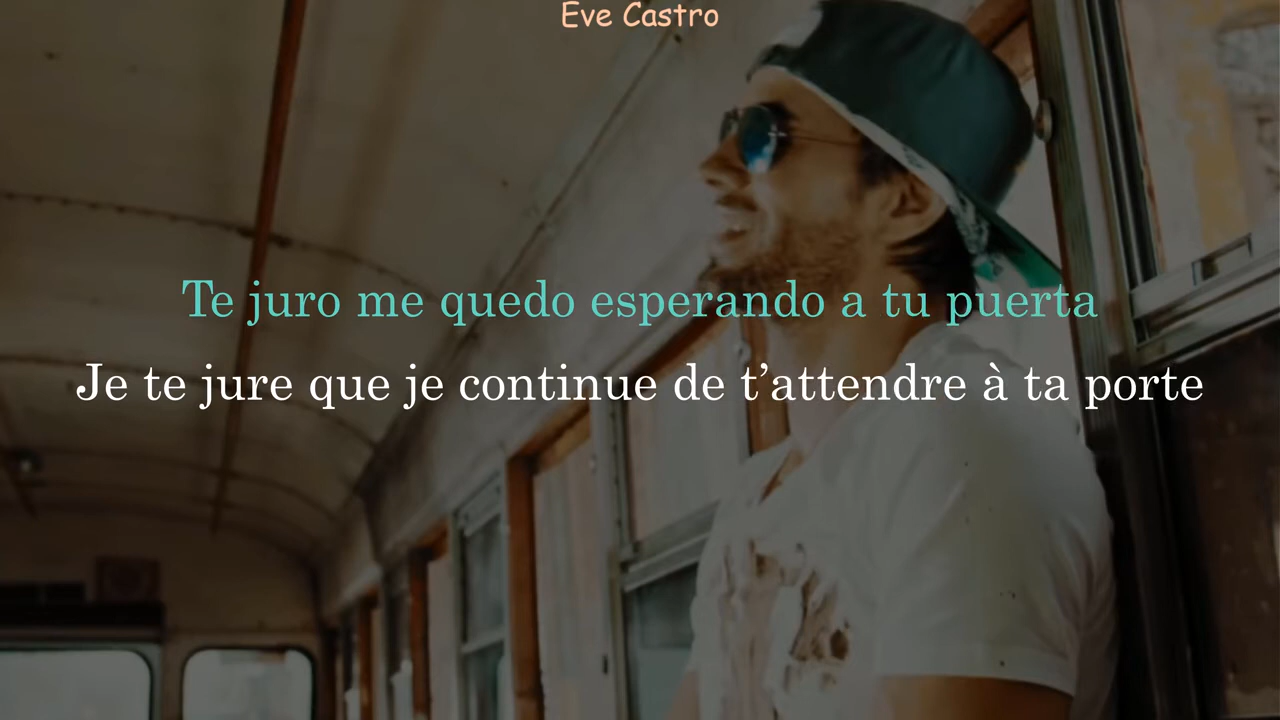 Eve Castro
Te juro me quedo esperando a tu puerta
Je te jure que je continue de t’attendre à ta porte